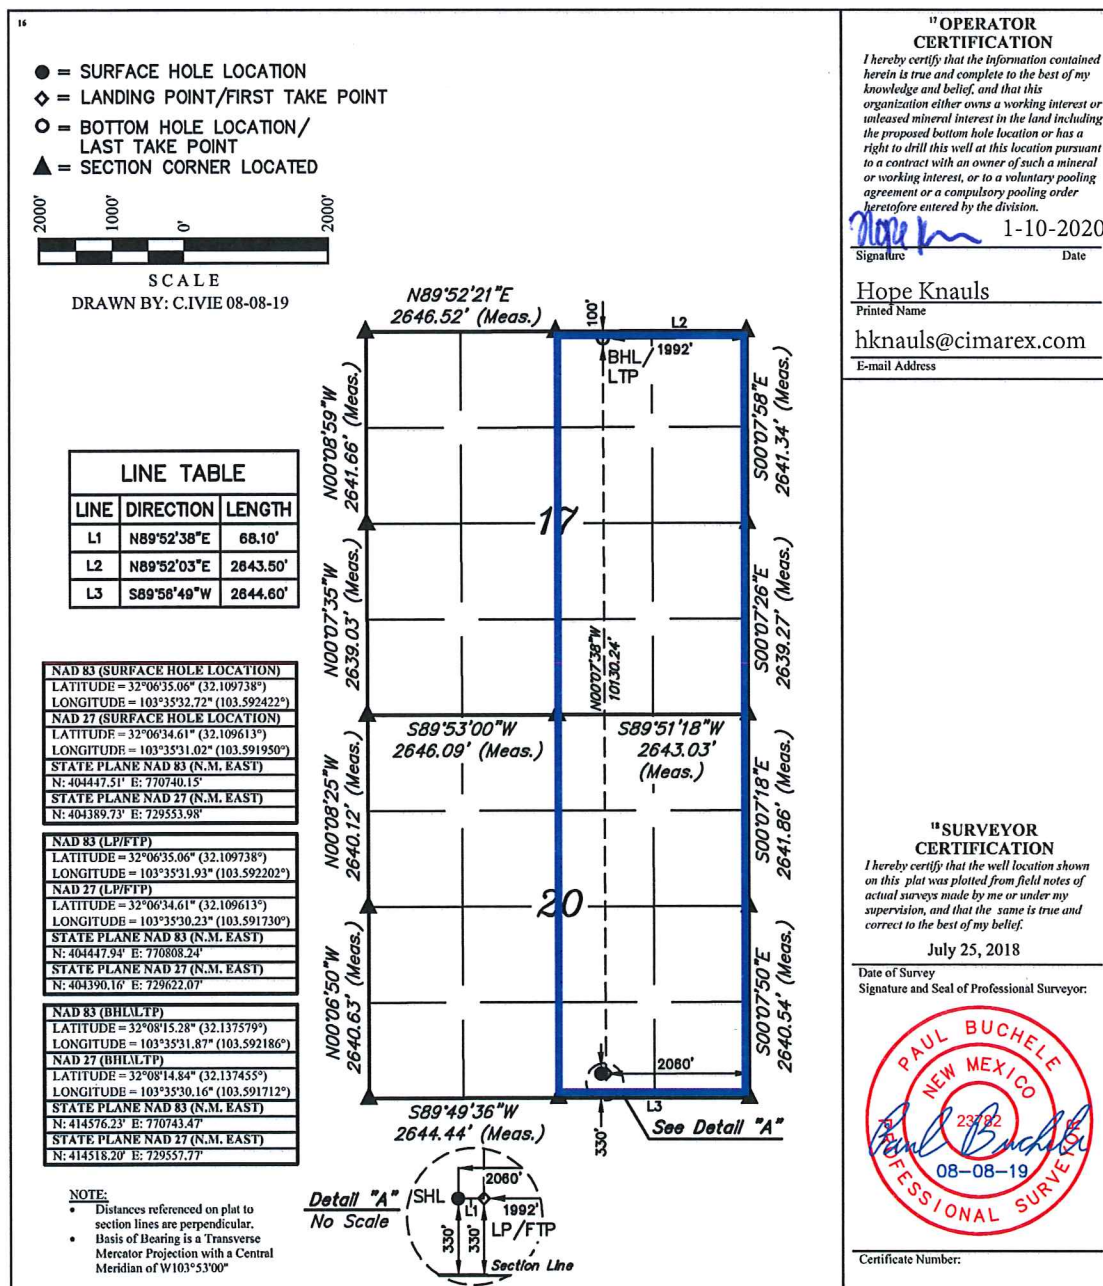 16
● = SURFACE HOLE LOCATION
◇ = LANDING POINT/FIRST TAKE POINT
O = BOTTOM HOLE LOCATION/
LAST TAKE POINT
▲ = SECTION CORNER LOCATED
2000'
1000'
0'
2000'
SCALE
DRAWN BY: C.IVIE 08-08-19
LINE TABLE
LINE DIRECTION LENGTH
L1 N89°52'38"E 68.10'
L2 N89°52'03"E 2643.50'
L3 S89°56'49"W 2644.60'
NAD 83 (SURFACE HOLE LOCATION)
LATITUDE = 32°06'35.06" (32.109738°)
LONGITUDE = 103°35'32.72" (103.592422°)
NAD 27 (SURFACE HOLE LOCATION)
LATITUDE = 32°06'34.61" (32.109613°)
LONGITUDE = 103°35'31.02" (103.591950°)
STATE PLANE NAD 83 (N.M. EAST)
N: 404447.51' E: 770740.15'
STATE PLANE NAD 27 (N.M. EAST)
N: 404389.73' E: 729553.98'
NAD 83 (LP/FTP)
LATITUDE = 32°06'35.06" (32.109738°)
LONGITUDE = 103°35'31.93" (103.592202°)
NAD 27 (LP/FTP)
LATITUDE = 32°06'34.61" (32.109613°)
LONGITUDE = 103°35'30.23" (103.591730°)
STATE PLANE NAD 83 (N.M. EAST)
N: 404447.94' E: 770808.24'
STATE PLANE NAD 27 (N.M. EAST)
N: 404390.16' E: 729622.07'
NAD 83 (BHL\LTP)
LATITUDE = 32°08'15.28" (32.137579°)
LONGITUDE = 103°35'31.87" (103.592186°)
NAD 27 (BHL\LTP)
LATITUDE = 32°08'14.84" (32.137455°)
LONGITUDE = 103°35'30.16" (103.591712°)
STATE PLANE NAD 83 (N.M. EAST)
N: 414576.23' E: 770743.47'
STATE PLANE NAD 27 (N.M. EAST)
N: 414518.20' E: 729557.77'
NOTE:
• Distances referenced on plat to
section lines are perpendicular.
• Basis of Bearing is a Transverse
Mercator Projection with a Central
Meridian of W103°53'00"
N89°52'21"E
2646.52' (Meas.)
100'
L2
BHL/
LTP
1992'
N00°08'59"W
2641.66' (Meas.)
S00°07'58"E
2641.34' (Meas.)
17
N00°07'35"W
2639.03' (Meas.)
S00°07'26"E
2639.27' (Meas.)
N00°07'38"W
10130.24'
S89°53'00"W
2646.09' (Meas.)
S89°51'18"W
2643.03'
(Meas.)
N00°08'25"W
2640.12' (Meas.)
S00°07'18"E
2641.86' (Meas.)
20
N00°06'50"W
2640.63' (Meas.)
S00°07'50"E
2640.54' (Meas.)
2060'
S89°49'36"W
2644.44' (Meas.)
L3
330'
See Detail "A"
Detail "A"
No Scale
2060'
SHL
L1
1992'
LP/FTP
330'
330'
Section Line
17 OPERATOR
CERTIFICATION
I hereby certify that the information contained
herein is true and complete to the best of my
knowledge and belief, and that this
organization either owns a working interest or
unleased mineral interest in the land including
the proposed bottom hole location or has a
right to drill this well at this location pursuant
to a contract with an owner of such a mineral
or working interest, or to a voluntary pooling
agreement or a compulsory pooling order
heretofore entered by the division.
1-10-2020
Signature Date
Hope Knauls
Printed Name
hknauls@cimarex.com
E-mail Address
18 SURVEYOR
CERTIFICATION
I hereby certify that the well location shown
on this plat was plotted from field notes of
actual surveys made by me or under my
supervision, and that the same is true and
correct to the best of my belief.
July 25, 2018
Date of Survey
Signature and Seal of Professional Surveyor:
PAUL BUCHELE
NEW MEXICO
23782
Paul Buchele
08-08-19
PROFESSIONAL SURVEYOR
Certificate Number: